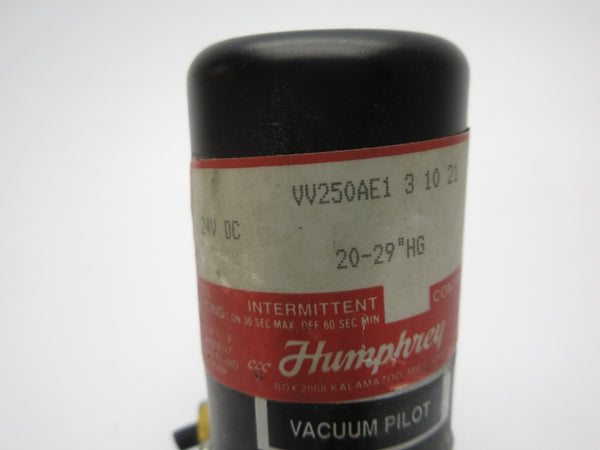 VV250AE1 3 10 21
24V DC
20-29"HG
INTERMITTENT
ON 30 SEC MAX. OFF 60 SEC MIN
Humphrey
BOX 2008 KALAMAZOO, MICH
VACUUM PILOT